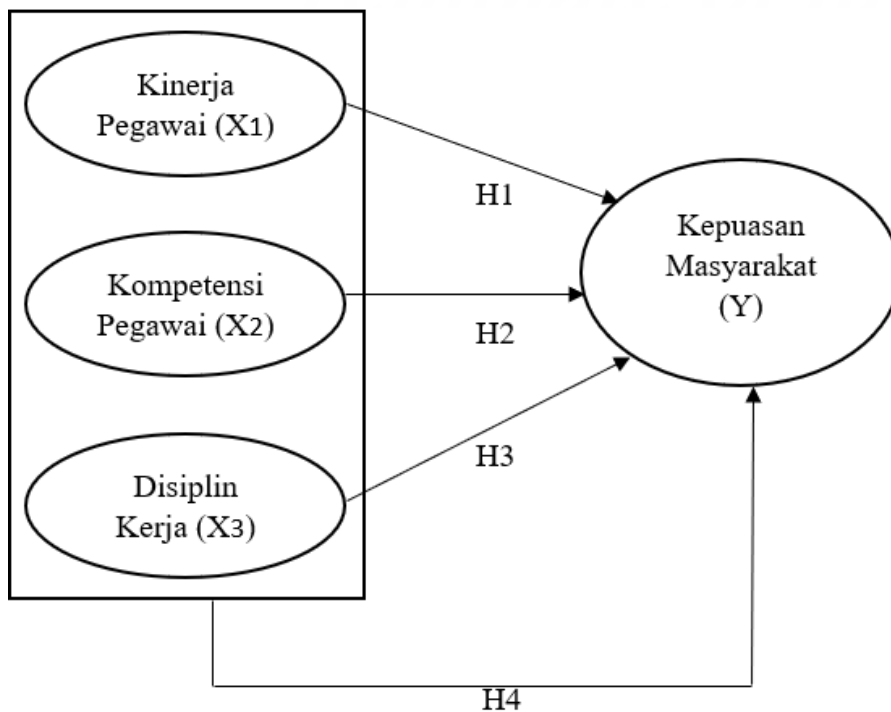 Kinerja
Pegawai (X1)
H1
Kepuasan
Masyarakat
(Y)
Kompetensi
Pegawai (X2)
H2
Disiplin
Kerja (X3)
H3
H4